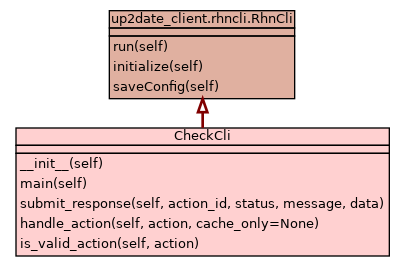 up2date_client.rhncli.RhnCli
run(self)
initialize(self)
saveConfig(self)
CheckCli
__init__(self)
main(self)
submit_response(self, action_id, status, message, data)
handle_action(self, action, cache_only=None)
is_valid_action(self, action)